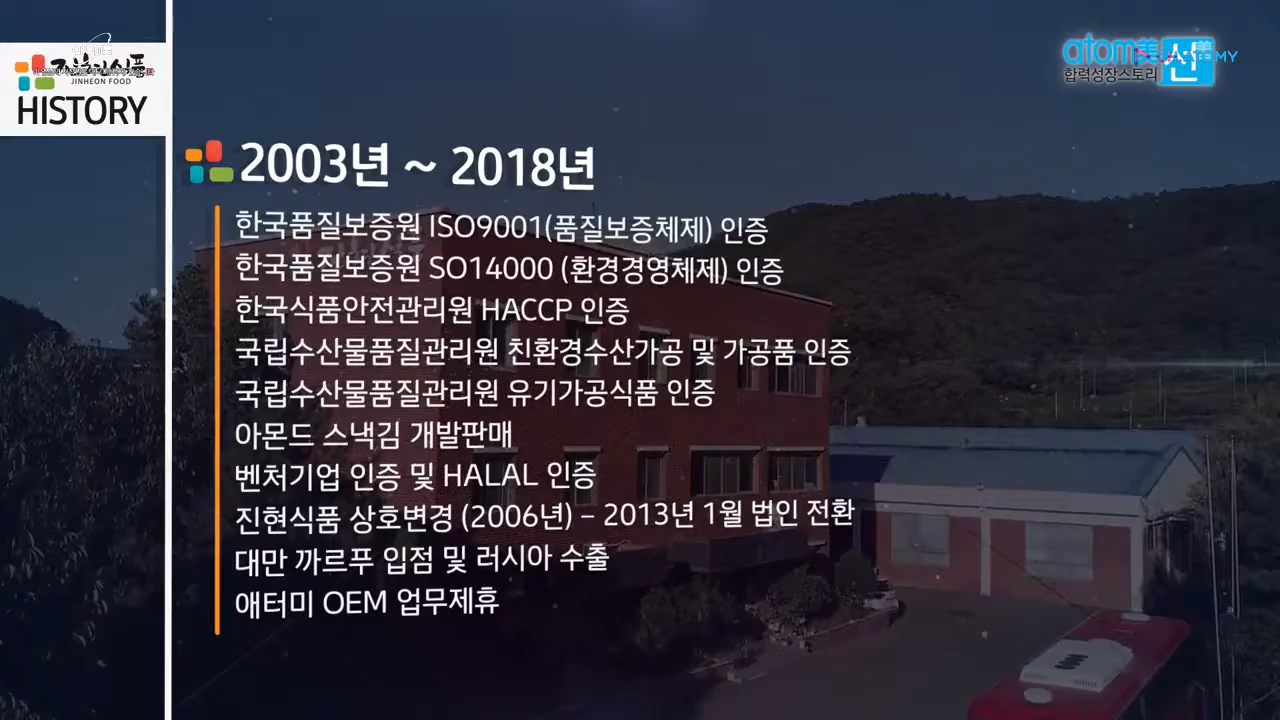 JINHEON FOOD
HISTORY
atom美
합력성장스토리
선
2003년 ~ 2018년
한국품질보증원 ISO9001(품질보증체제) 인증
한국품질보증원 SO14000 (환경경영체제) 인증
한국식품안전관리원 HACCP 인증
국립수산물품질관리원 친환경수산가공 및 가공품 인증
국립수산물품질관리원 유기가공식품 인증
아몬드 스낵김 개발판매
벤처기업 인증 및 HALAL 인증
진현식품 상호변경 (2006년) – 2013년 1월 법인 전환
대만 까르푸 입점 및 러시아 수출
애터미 OEM 업무제휴